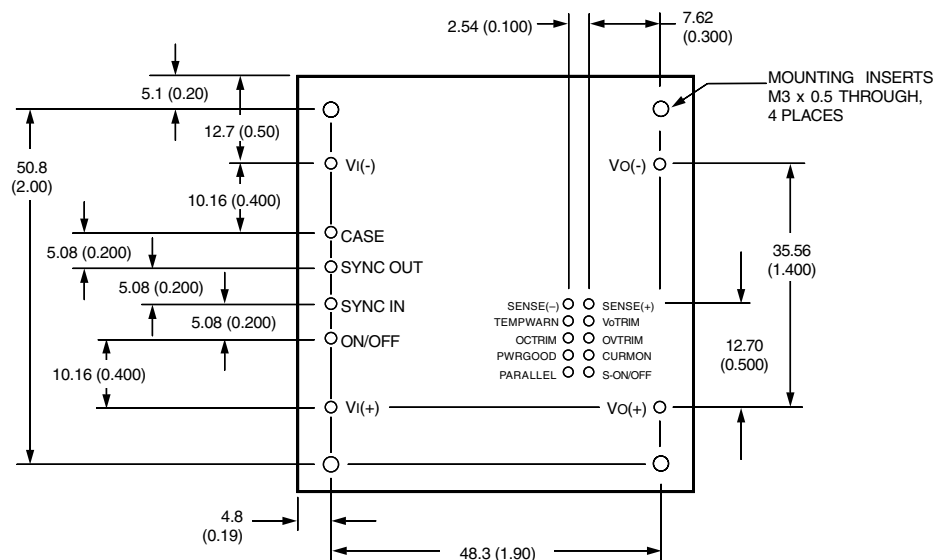 2.54 (0.100)
7.62
(0.300)
5.1 (0.20)
12.7 (0.50)
MOUNTING INSERTS
M3 x 0.5 THROUGH,
4 PLACES
50.8
(2.00)
VI(-)
VO(-)
10.16 (0.400)
CASE
5.08 (0.200)
SYNC OUT
35.56
(1.400)
5.08 (0.200)
SYNC IN
SENSE(–)
SENSE(+)
5.08 (0.200)
TEMPWARN
VoTRIM
ON/OFF
OCTRIM
OVTRIM
12.70
(0.500)
PWRGOOD
CURMON
10.16 (0.400)
PARALLEL
S-ON/OFF
VI(+)
VO(+)
4.8
(0.19)
48.3 (1.90)